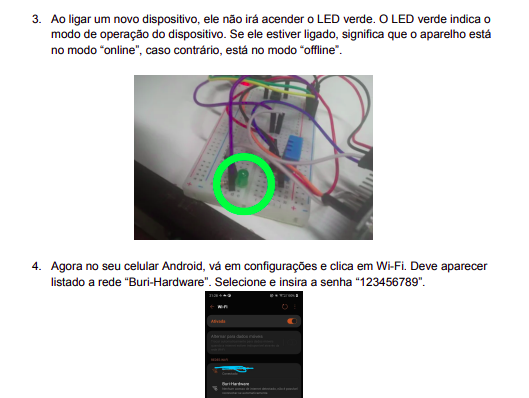 3. Ao ligar um novo dispositivo, ele não irá acender o LED verde. O LED verde indica o
modo de operação do dispositivo. Se ele estiver ligado, significa que o aparelho está
no modo “online”, caso contrário, está no modo “offline”.
4. Agora no seu celular Android, vá em configurações e clica em Wi-Fi. Deve aparecer
listado a rede “Buri-Hardware”. Selecione e insira a senha “123456789”.
Wi-Fi
Ativado
Buri-Hardware